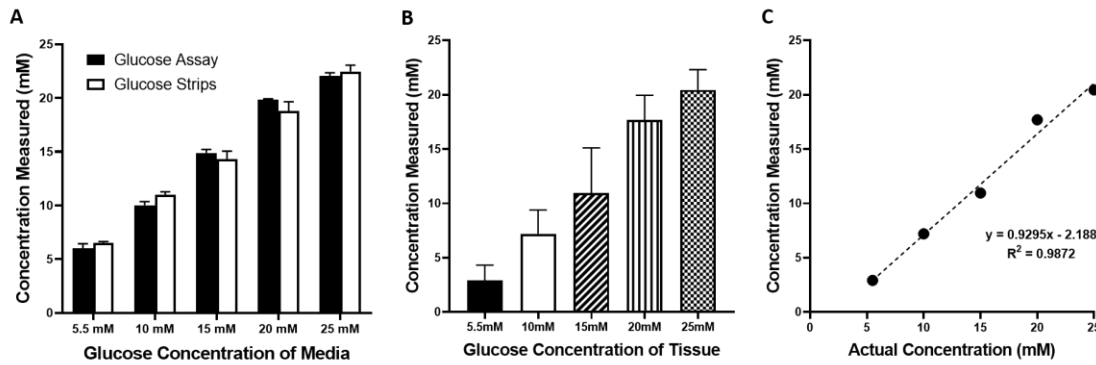 A
Concentration Measured (mM)
25
20
15
10
5
0
Glucose Assay
Glucose Strips
5.5 mM
10 mM
15 mM
20 mM
25 mM
Glucose Concentration of Media
B
Concentration Measured (mM)
25
20
15
10
5
0
5.5mM
10mM
15mM
20mM
25mM
Glucose Concentration of Tissue
C
Concentration Measured (mM)
25
20
15
10
5
0
y = 0.9295x - 2.188
R² = 0.9872
0
5
10
15
20
25
Actual Concentration (mM)